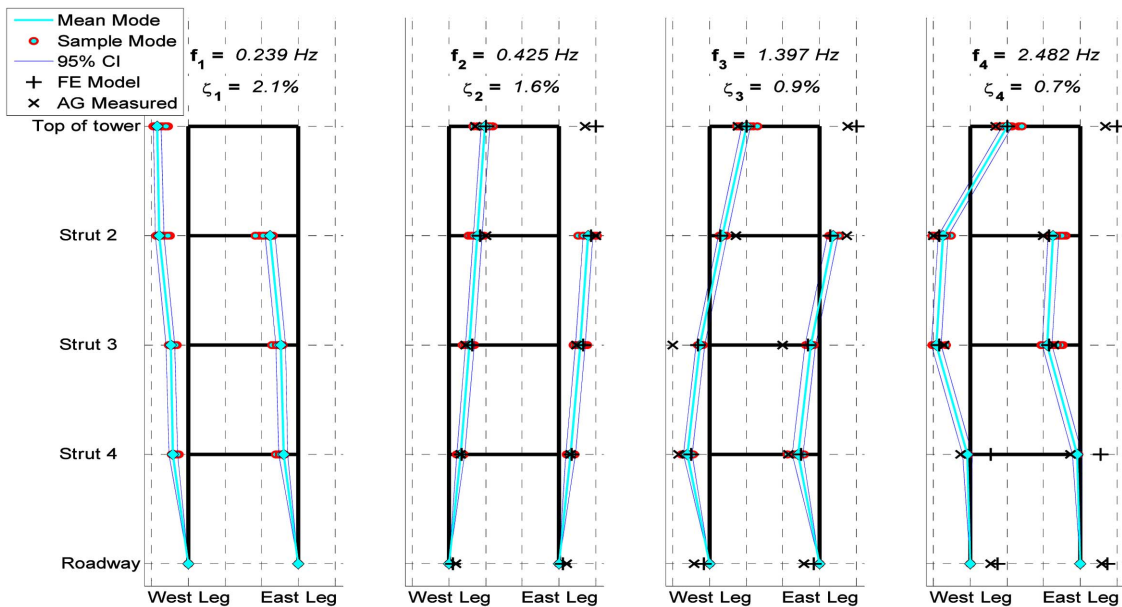 Mean Mode
Sample Mode
95% CI
FE Model
AG Measured
f1 = 0.239 Hz
ζ1 = 2.1%
f2 = 0.425 Hz
ζ2 = 1.6%
f3 = 1.397 Hz
ζ3 = 0.9%
f4 = 2.482 Hz
ζ4 = 0.7%
Top of tower
Strut 2
Strut 3
Strut 4
Roadway
West Leg East Leg
West Leg East Leg
West Leg East Leg
West Leg East Leg